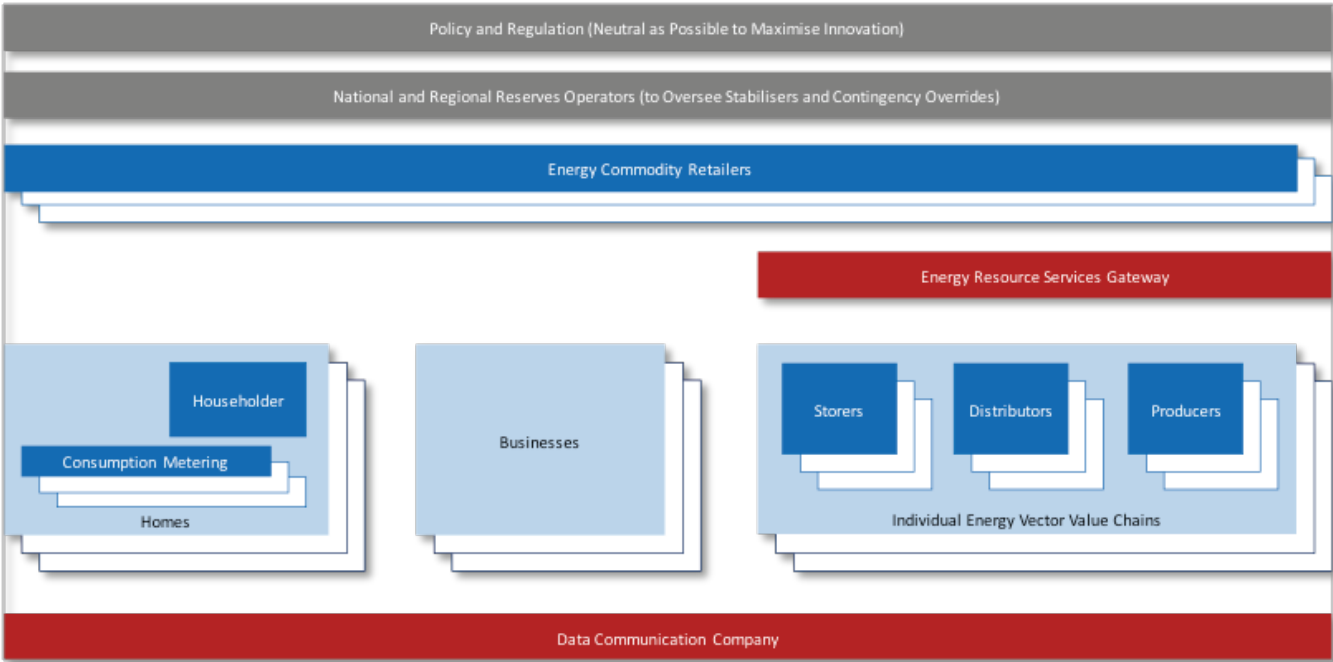 Policy and Regulation (Neutral as Possible to Maximise Innovation)
National and Regional Reserves Operators (to Oversee Stabilisers and Contingency Overrides)
Energy Commodity Retailers
Energy Resource Services Gateway
Householder
Consumption Metering
Homes
Businesses
Storers
Distributors
Producers
Individual Energy Vector Value Chains
Data Communication Company